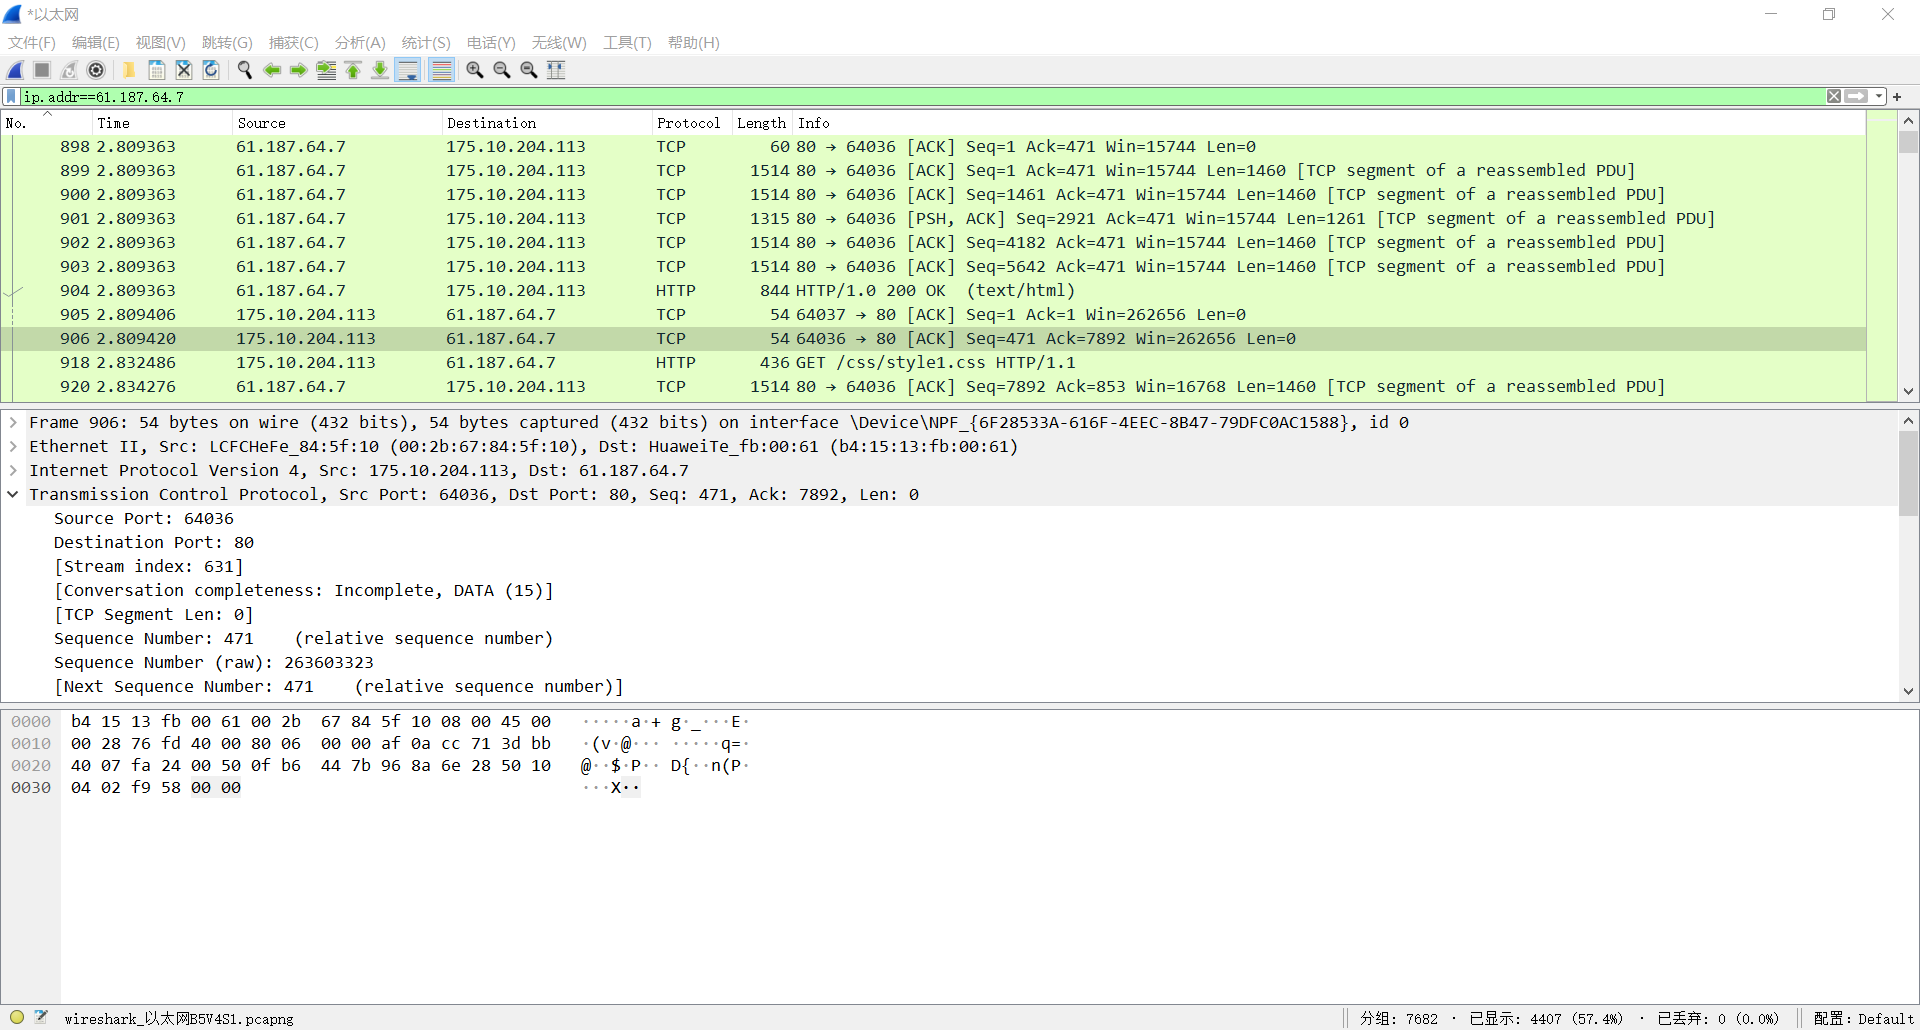 *以太网
文件(F) 编辑(E) 视图(V) 跳转(G) 捕获(C) 分析(A) 统计(S) 电话(Y) 无线(W) 工具(T) 帮助(H)
ip.addr==61.187.64.7
No. Time Source Destination Protocol Length Info
898 2.809363 61.187.64.7 175.10.204.113 TCP 60 80 → 64036 [ACK] Seq=1 Ack=471 Win=15744 Len=0
899 2.809363 61.187.64.7 175.10.204.113 TCP 1514 80 → 64036 [ACK] Seq=1 Ack=471 Win=15744 Len=1460 [TCP segment of a reassembled PDU]
900 2.809363 61.187.64.7 175.10.204.113 TCP 1514 80 → 64036 [ACK] Seq=1461 Ack=471 Win=15744 Len=1460 [TCP segment of a reassembled PDU]
901 2.809363 61.187.64.7 175.10.204.113 TCP 1315 80 → 64036 [PSH, ACK] Seq=2921 Ack=471 Win=15744 Len=1261 [TCP segment of a reassembled PDU]
902 2.809363 61.187.64.7 175.10.204.113 TCP 1514 80 → 64036 [ACK] Seq=4182 Ack=471 Win=15744 Len=1460 [TCP segment of a reassembled PDU]
903 2.809363 61.187.64.7 175.10.204.113 TCP 1514 80 → 64036 [ACK] Seq=5642 Ack=471 Win=15744 Len=1460 [TCP segment of a reassembled PDU]
904 2.809363 61.187.64.7 175.10.204.113 HTTP 844 HTTP/1.0 200 OK  (text/html)
905 2.809406 175.10.204.113 61.187.64.7 TCP 54 64037 → 80 [ACK] Seq=1 Ack=1 Win=262656 Len=0
906 2.809420 175.10.204.113 61.187.64.7 TCP 54 64036 → 80 [ACK] Seq=471 Ack=7892 Win=262656 Len=0
918 2.832486 175.10.204.113 61.187.64.7 HTTP 436 GET /css/style1.css HTTP/1.1
920 2.834276 61.187.64.7 175.10.204.113 TCP 1514 80 → 64036 [ACK] Seq=7892 Ack=853 Win=16768 Len=1460 [TCP segment of a reassembled PDU]
Frame 906: 54 bytes on wire (432 bits), 54 bytes captured (432 bits) on interface \Device\NPF_{6F28533A-616F-4EEC-8B47-79DFC0AC1588}, id 0
Ethernet II, Src: LCFCHeFe_84:5f:10 (00:2b:67:84:5f:10), Dst: HuaweiTe_fb:00:61 (b4:15:13:fb:00:61)
Internet Protocol Version 4, Src: 175.10.204.113, Dst: 61.187.64.7
Transmission Control Protocol, Src Port: 64036, Dst Port: 80, Seq: 471, Ack: 7892, Len: 0
Source Port: 64036
Destination Port: 80
[Stream index: 631]
[Conversation completeness: Incomplete, DATA (15)]
[TCP Segment Len: 0]
Sequence Number: 471    (relative sequence number)
Sequence Number (raw): 263603323
[Next Sequence Number: 471    (relative sequence number)]
0000 b4 15 13 fb 00 61 00 2b 67 84 5f 10 08 00 45 00 ·····a·+ g·_···E·
0010 00 28 76 fd 40 00 80 06 00 00 af 0a cc 71 3d bb ·(v·@··· ·····q=·
0020 40 07 fa 24 00 50 0f b6 44 7b 96 8a 6e 28 50 10 @··$·P·· D{··n(P·
0030 04 02 f9 58 00 00 ···X··
wireshark_以太网B5V4S1.pcapng 分组: 7682 · 已显示: 4407 (57.4%) · 已丢弃: 0 (0.0%) 配置: Default